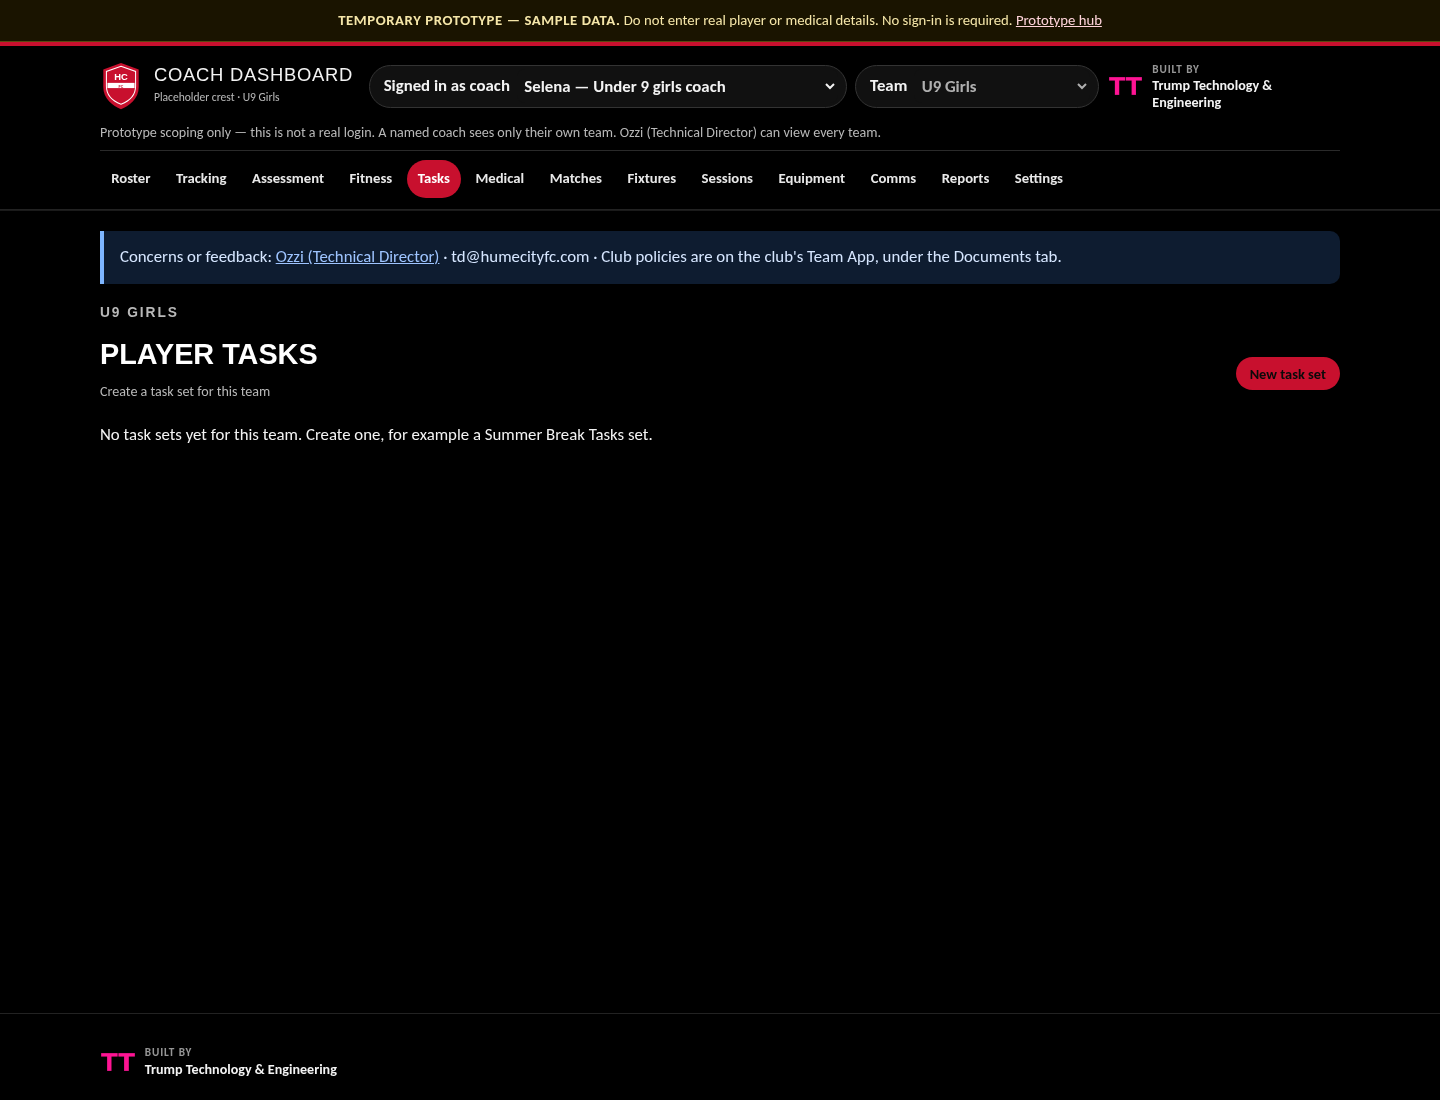 TEMPORARY PROTOTYPE — SAMPLE DATA. Do not enter real player or medical details. No sign-in is required. Prototype hub
HC
FC
COACH DASHBOARD
Placeholder crest · U9 Girls
Signed in as coach Selena — Under 9 girls coach
Team U9 Girls
TT
BUILT BY
Trump Technology &
Engineering
Prototype scoping only — this is not a real login. A named coach sees only their own team. Ozzi (Technical Director) can view every team.
Roster Tracking Assessment Fitness Tasks Medical Matches Fixtures Sessions Equipment Comms Reports Settings
Concerns or feedback: Ozzi (Technical Director) · td@humecityfc.com · Club policies are on the club's Team App, under the Documents tab.
U9 GIRLS
PLAYER TASKS
Create a task set for this team
New task set
No task sets yet for this team. Create one, for example a Summer Break Tasks set.
TT
BUILT BY
Trump Technology & Engineering